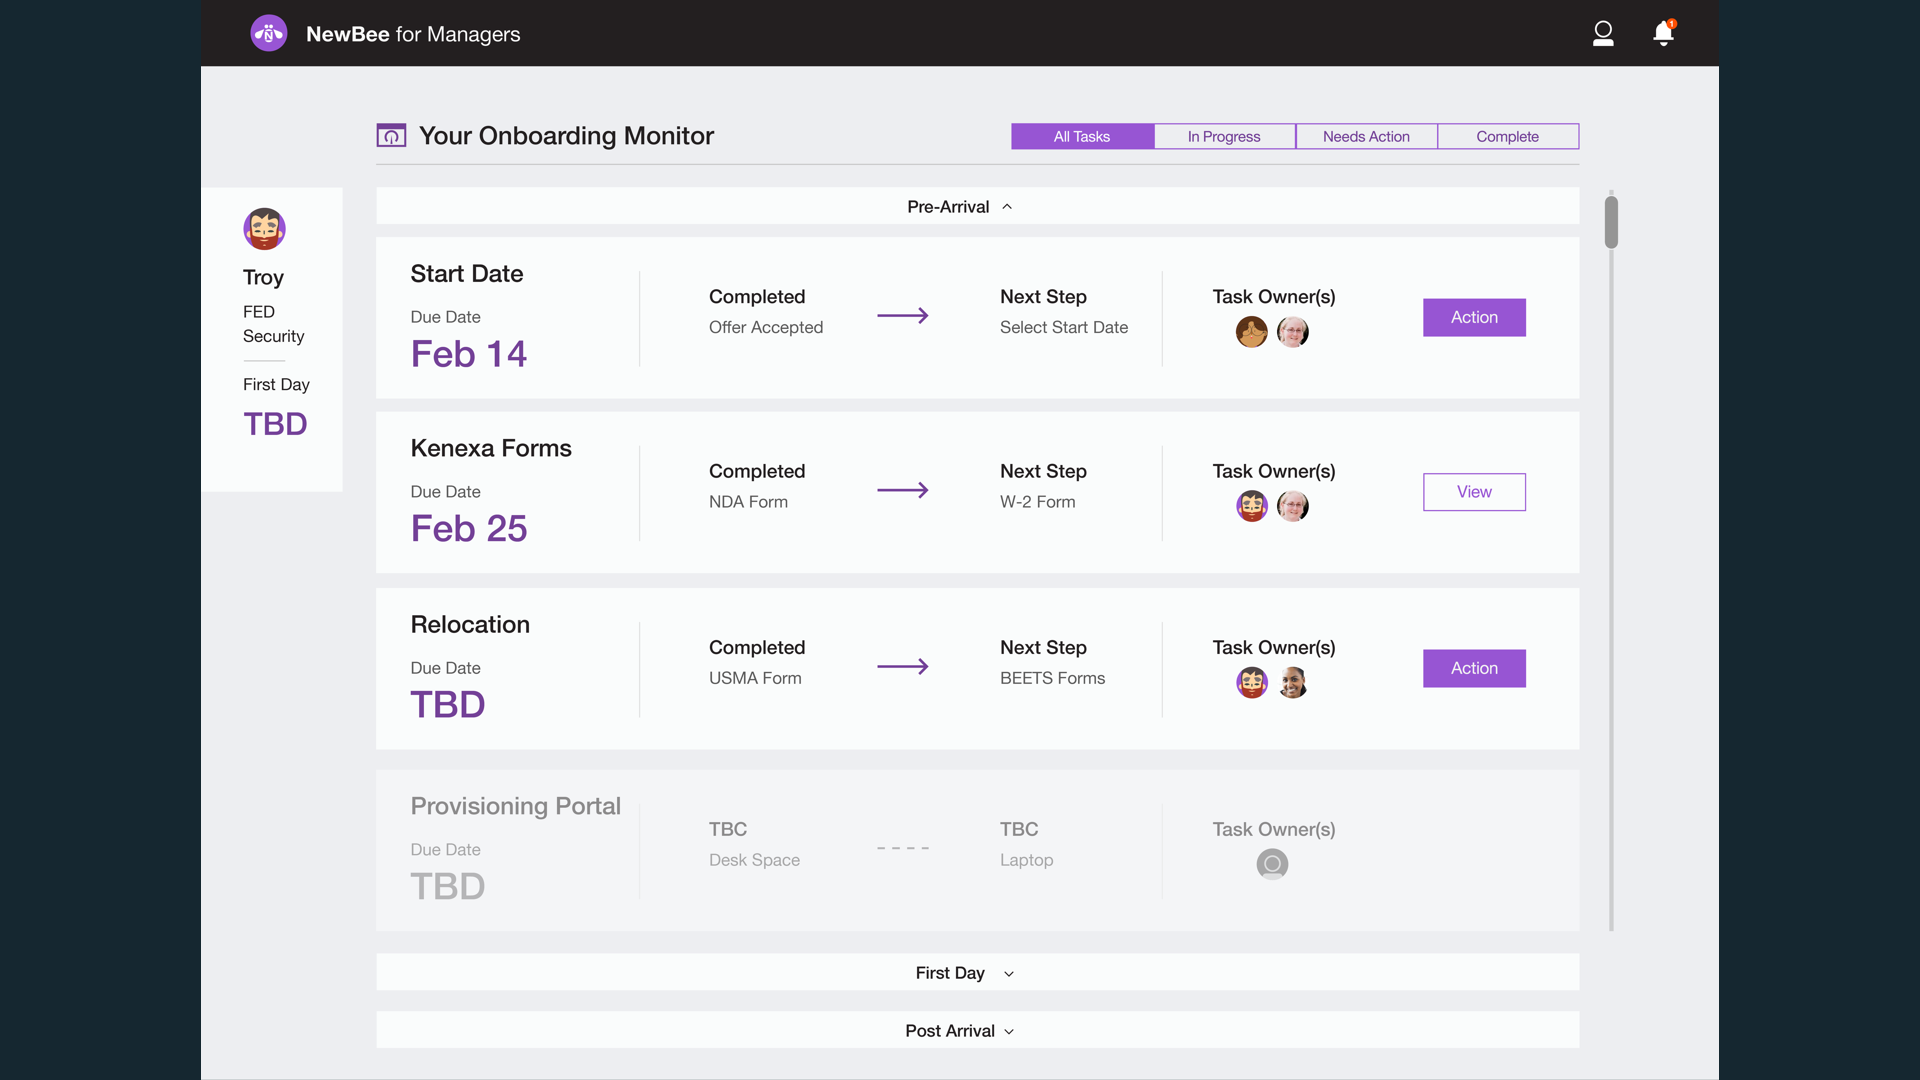 NewBee for Managers
1
Your Onboarding Monitor
All Tasks
In Progress
Needs Action
Complete
Troy
FED
Security
First Day
TBD
Pre-Arrival
Start Date
Due Date
Feb 14
Completed
Offer Accepted
Next Step
Select Start Date
Task Owner(s)
Action
Kenexa Forms
Due Date
Feb 25
Completed
NDA Form
Next Step
W-2 Form
Task Owner(s)
View
Relocation
Due Date
TBD
Completed
USMA Form
Next Step
BEETS Forms
Task Owner(s)
Action
Provisioning Portal
Due Date
TBD
TBC
Desk Space
TBC
Laptop
Task Owner(s)
First Day
Post Arrival